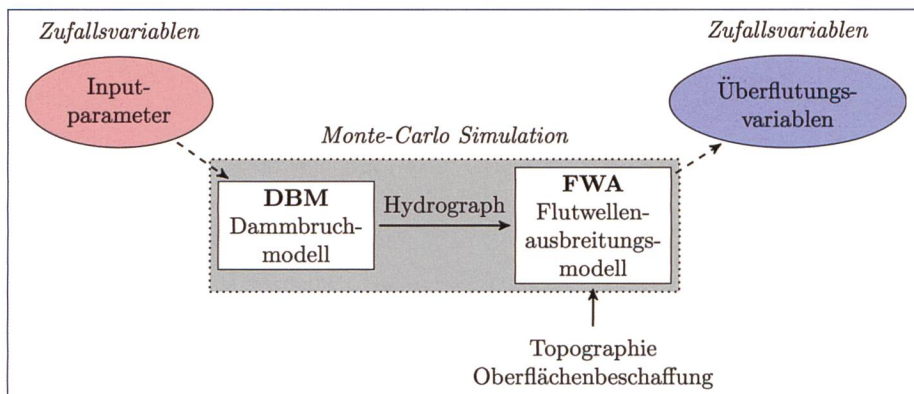 Zufallsvariablen
Input-
parameter
Zufallsvariablen
Überflutungs-
variablen
Monte-Carlo Simulation
DBM
Dammbruch-
modell
Hydrograph
FWA
Flutwellen-
ausbreitungs-
modell
Topographie
Oberflächenbeschaffung